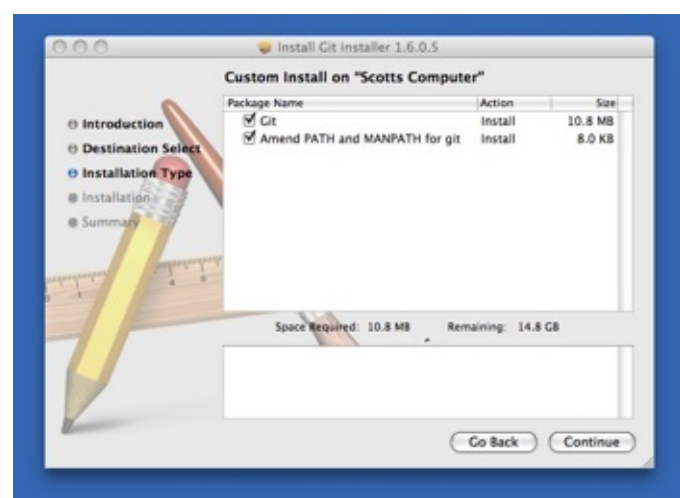 Install Git installer 1.6.0.5
Custom Install on "Scotts Computer"
Introduction
Destination Select
Installation Type
Installation
Summary
Package Name Action Size
Git Install 10.8 MB
Amend PATH and MANPATH for git Install 8.0 KB
Space Required: 10.8 MB Remaining: 14.8 GB
Go Back Continue